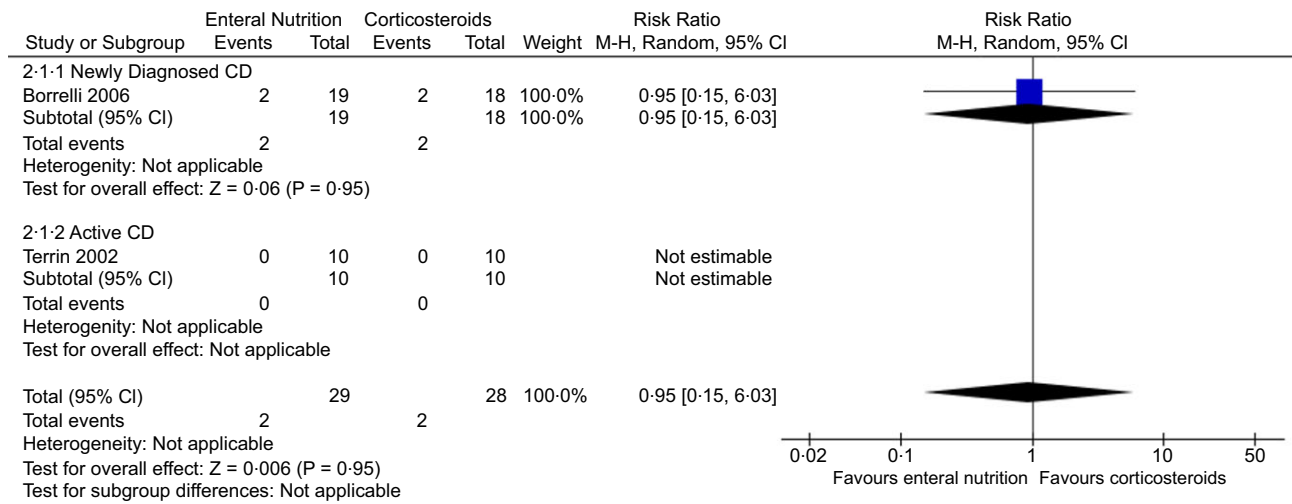 Enteral Nutrition Corticosteroids Risk Ratio Risk Ratio
Study or Subgroup Events Total Events Total Weight M-H, Random, 95% CI M-H, Random, 95% CI
2·1·1 Newly Diagnosed CD
Borrelli 2006 2 19 2 18 100·0% 0·95 [0·15, 6·03]
Subtotal (95% CI) 19 18 100·0% 0·95 [0·15, 6·03]
Total events 2 2
Heterogenity: Not applicable
Test for overall effect: Z = 0·06 (P = 0·95)
2·1·2 Active CD
Terrin 2002 0 10 0 10 Not estimable
Subtotal (95% CI) 10 10 Not estimable
Total events 0 0
Heterogenity: Not applicable
Test for overall effect: Not applicable
Total (95% CI) 29 28 100·0% 0·95 [0·15, 6·03]
Total events 2 2
Heterogeneity: Not applicable
Test for overall effect: Z = 0·006 (P = 0·95)
Test for subgroup differences: Not applicable
0·02 0·1 1 10 50
Favours enteral nutrition Favours corticosteroids